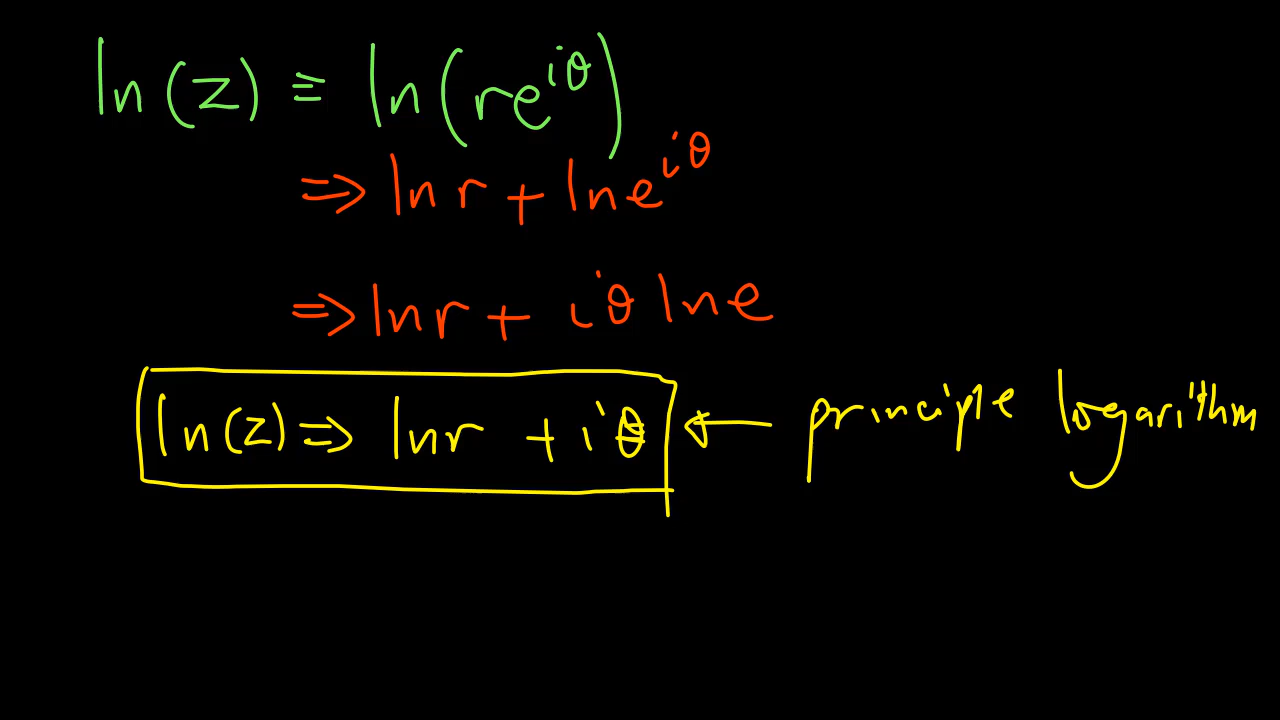 ln(z) ≡ ln(re^{iθ})
⇒ ln r + ln e^{iθ}
⇒ ln r + iθ ln e
ln(z) ⇒ ln r + iθ ← principle logarithm